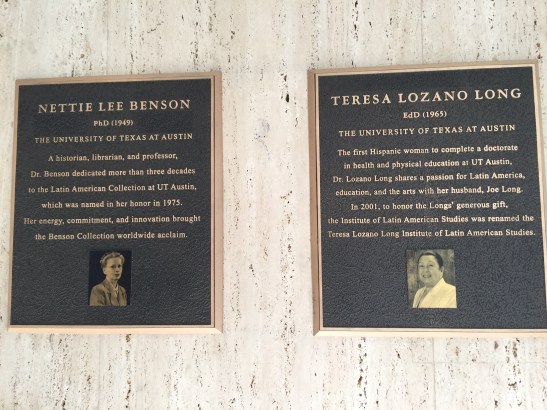 NETTIE LEE BENSON
PhD (1949)
THE UNIVERSITY OF TEXAS AT AUSTIN
A historian, librarian, and professor,
Dr. Benson dedicated more than three decades
to the Latin American Collection at UT Austin,
which was named in her honor in 1975.
Her energy, commitment, and innovation brought
the Benson Collection worldwide acclaim.
TERESA LOZANO LONG
EdD (1965)
THE UNIVERSITY OF TEXAS AT AUSTIN
The first Hispanic woman to complete a doctorate
in health and physical education at UT Austin,
Dr. Lozano Long shares a passion for Latin America,
education, and the arts with her husband, Joe Long.
In 2001, to honor the Longs' generous gift,
the Institute of Latin American Studies was renamed the
Teresa Lozano Long Institute of Latin American Studies.